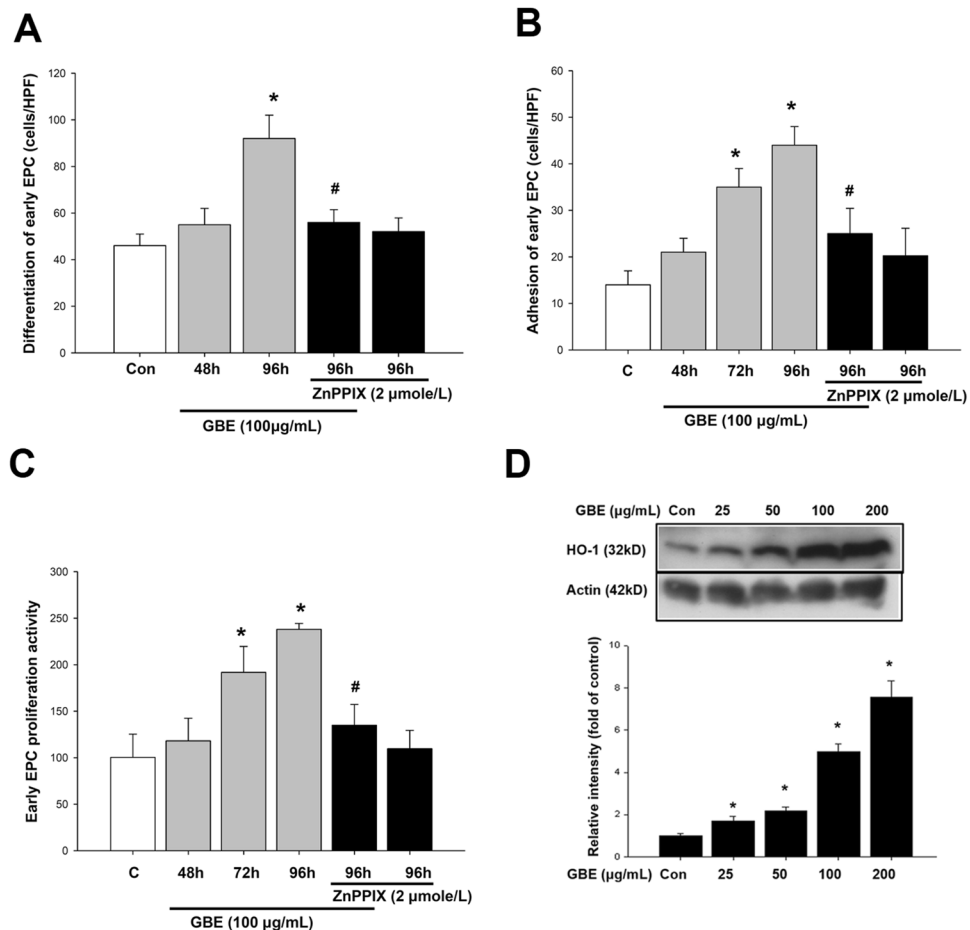 A
Differentiation of early EPC (cells/HPF)
120
100
80
60
40
20
0
*
#
Con 48h 96h 96h 96h
ZnPPIX (2 µmole/L)
GBE (100µg/mL)
B
Adhesion of early EPC (cells/HPF)
60
50
40
30
20
10
0
*
*
#
C 48h 72h 96h 96h 96h
ZnPPIX (2 µmole/L)
GBE (100 µg/mL)
C
Early EPC proliferation activity
300
250
200
150
100
50
0
*
*
#
C 48h 72h 96h 96h 96h
ZnPPIX (2 µmole/L)
GBE (100 µg/mL)
D
GBE (µg/mL) Con 25 50 100 200
HO-1 (32kD)
Actin (42kD)
Relative intensity (fold of control)
10
8
6
4
2
0
*
*
*
*
GBE (µg/mL) Con 25 50 100 200